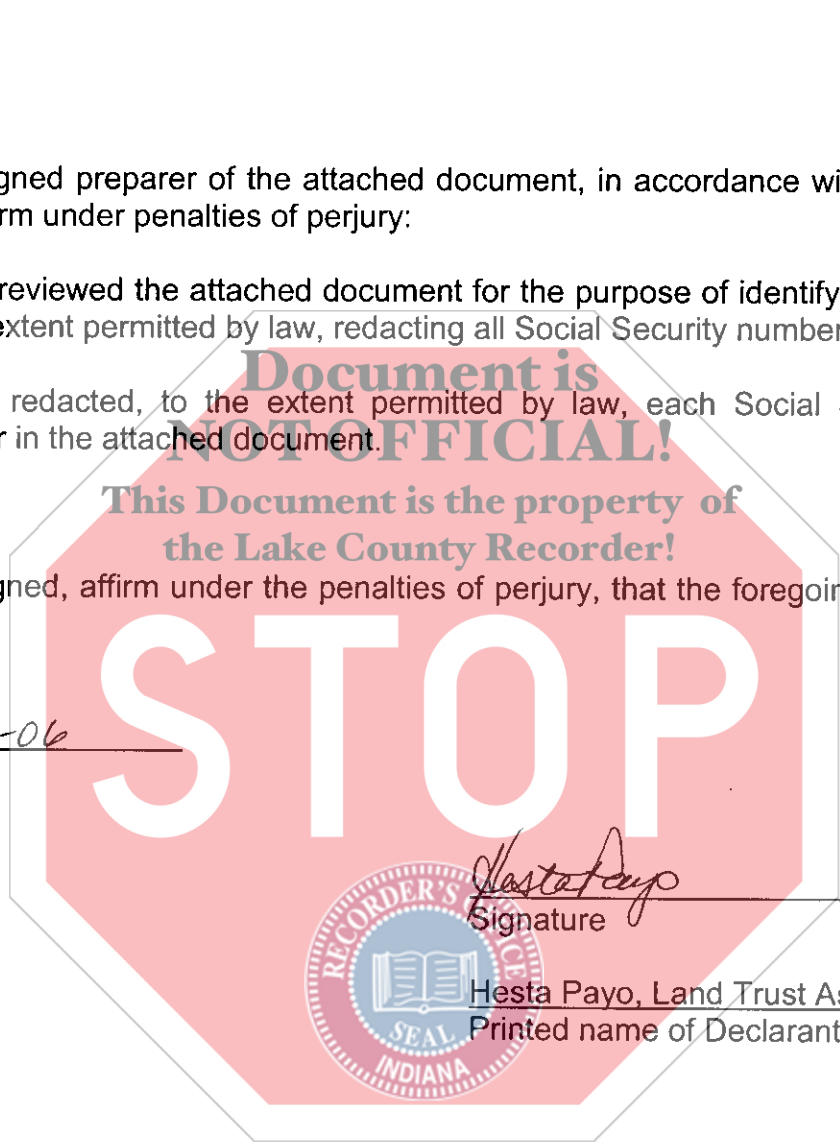 gned preparer of the attached document, in accordance wi
rm under penalties of perjury:
reviewed the attached document for the purpose of identify
extent permitted by law, redacting all Social Security number
Document is
redacted, to the extent permitted by law, each Social
r in the attached document.
NOT OFFICIAL!
This Document is the property of
the Lake County Recorder!
gned, affirm under the penalties of perjury, that the foregoin
STOP
-06
Hesta Payo
Signature
RECORDER'S OFFICE
Hesta Payo, Land Trust As
SEAL
Printed name of Declarant
INDIANA